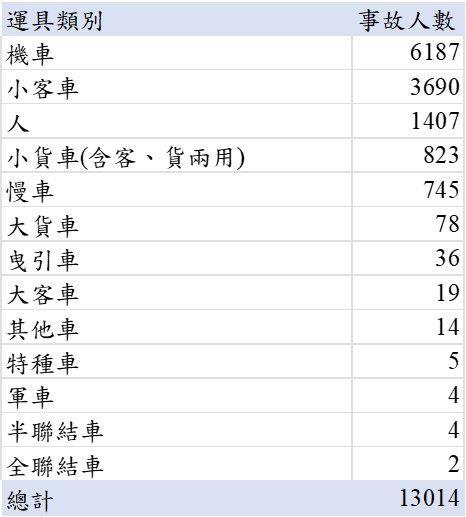 運具類別 事故人數
機車 6187
小客車 3690
人 1407
小貨車(含客、貨兩用) 823
慢車 745
大貨車 78
曳引車 36
大客車 19
其他車 14
特種車 5
軍車 4
半聯結車 4
全聯結車 2
總計 13014